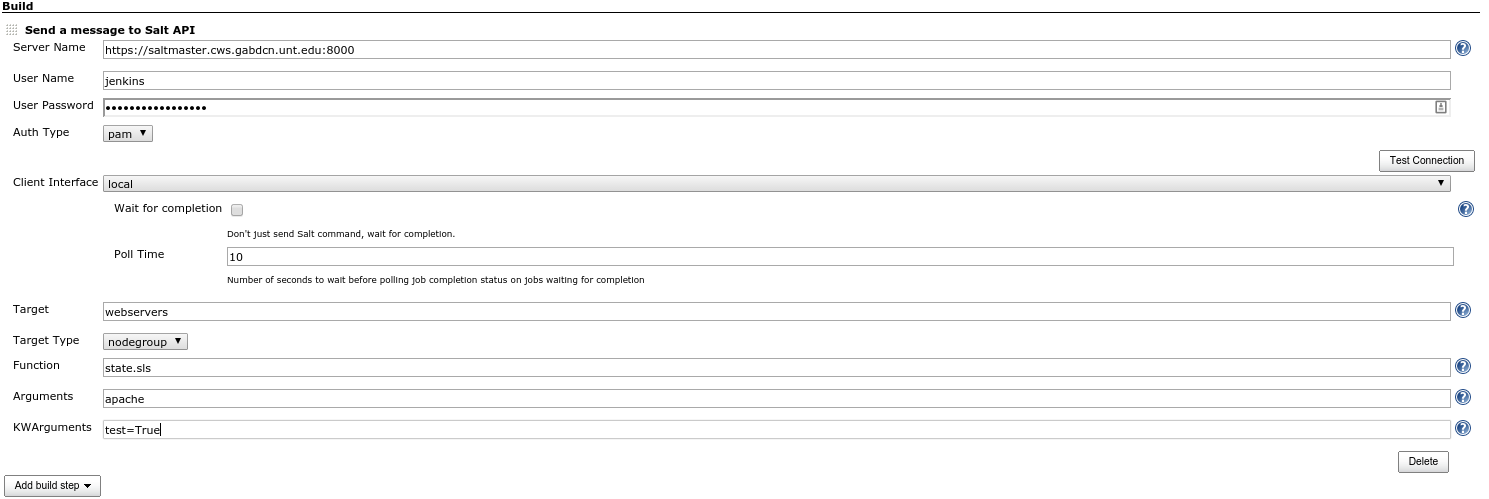 Build
Send a message to Salt API
Server Name https://saltmaster.cws.gabdcn.unt.edu:8000
User Name jenkins
User Password •••••••••••••••••
Auth Type pam
Test Connection
Client Interface local
Wait for completion
Don't just send Salt command, wait for completion.
Poll Time 10
Number of seconds to wait before polling job completion status on jobs waiting for completion
Target webservers
Target Type nodegroup
Function state.sls
Arguments apache
KWArguments test=True
Delete
Add build step